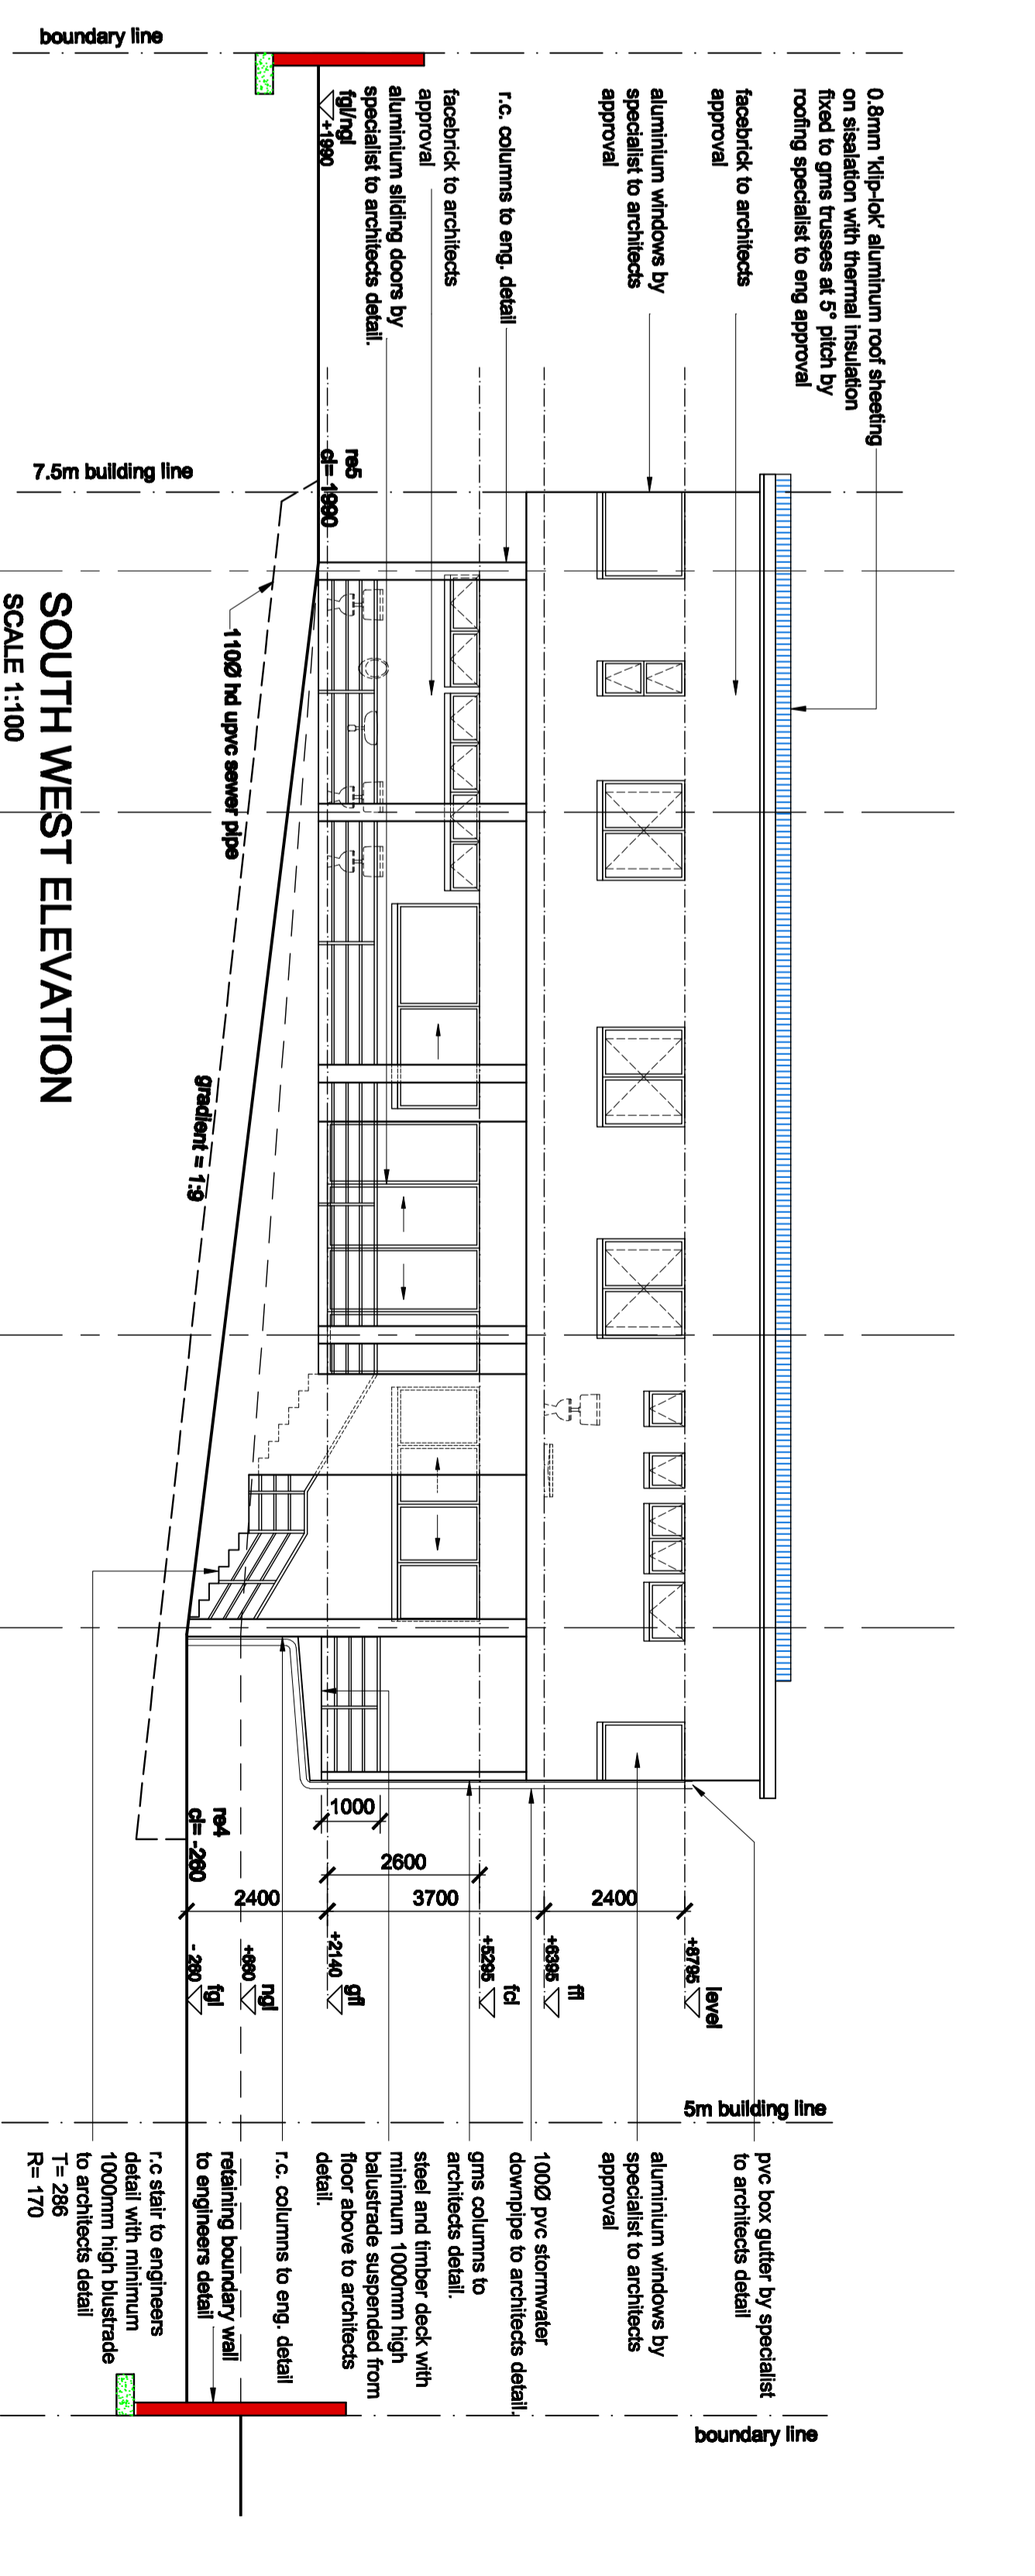 boundary line
0.8mm 'klip-lok' aluminum roof sheeting
on sisalation with thermal insulation
fixed to gms trusses at 5° pitch by
roofing specialist to eng approval
facebrick to architects
approval
aluminium windows by
specialist to architects
approval
r.c. columns to eng. detail
facebrick to architects
approval
aluminium sliding doors by
specialist to architects detail.
fgl/ngl
+1990
7.5m building line
re5
cl= 1990
110Ø hd upvc sewer pipe
gradient = 1:9
SOUTH WEST ELEVATION
SCALE 1:100
re4
cl= -260
1000
2600
2400
3700
2400
level
+8795
ffl
+6395
fcl
+5295
gfl
+2140
ngl
+660
fgl
- 260
5m building line
pvc box gutter by specialist
to architects detail
aluminium windows by
specialist to architects
approval
100Ø pvc stormwater
downpipe to architects detail.
gms columns to
architects detail.
steel and timber deck with
minimum 1000mm high
balustrade suspended from
floor above to architects
detail.
r.c. columns to eng. detail
retaining boundary wall
to engineers detail
r.c stair to engineers
detail with minimum
1000mm high blustrade
to architects detail
T= 286
R= 170
boundary line